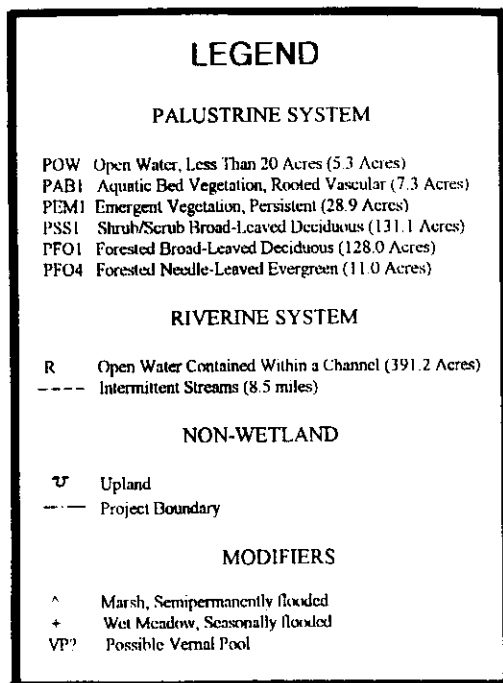 LEGEND
PALUSTRINE SYSTEM
POW Open Water, Less Than 20 Acres (5.3 Acres)
PAB1 Aquatic Bed Vegetation, Rooted Vascular (7.3 Acres)
PEM1 Emergent Vegetation, Persistent (28.9 Acres)
PSS1 Shrub/Scrub Broad-Leaved Deciduous (131.1 Acres)
PFO1 Forested Broad-Leaved Deciduous (128.0 Acres)
PFO4 Forested Needle-Leaved Evergreen (11.0 Acres)
RIVERINE SYSTEM
R Open Water Contained Within a Channel (391.2 Acres)
---- Intermittent Streams (8.5 miles)
NON-WETLAND
U Upland
—·— Project Boundary
MODIFIERS
^ Marsh, Semipermanently flooded
+ Wet Meadow, Seasonally flooded
VP? Possible Vernal Pool